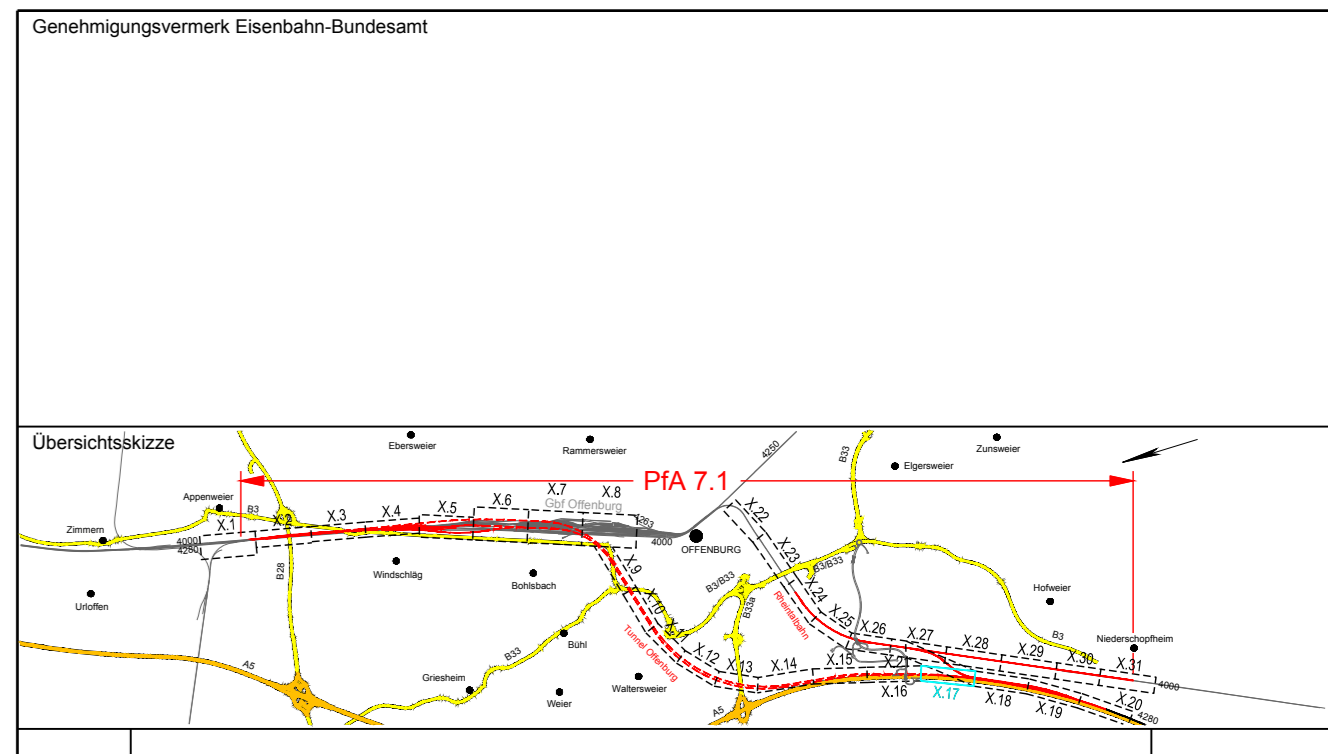 Genehmigungsvermerk Eisenbahn-Bundesamt
Übersichtsskizze
Ebersweier
Rammersweier
4250
B33
Zunsweier
Elgersweier
PfA 7.1
Appenweier
B3
X.1
X.2
X.3
X.4
X.5
X.6
X.7
X.8
Gbf Offenburg
4263
4000
OFFENBURG
Zimmern
4000
4280
B28
Windschläg
Bohlsbach
Urloffen
X.9
X.10
X.11
X.12
X.13
X.14
X.15
X.16
X.17
X.18
X.19
X.20
X.21
X.22
X.23
X.24
X.25
X.26
X.27
X.28
X.29
X.30
X.31
B3/B33
B3/B33
B33a
Rheintalbahn
Tunnel Offenburg
Hofweier
B3
Niederschopfheim
4000
4280
Bühl
B33
Griesheim
Weier
Waltersweier
A5
A5